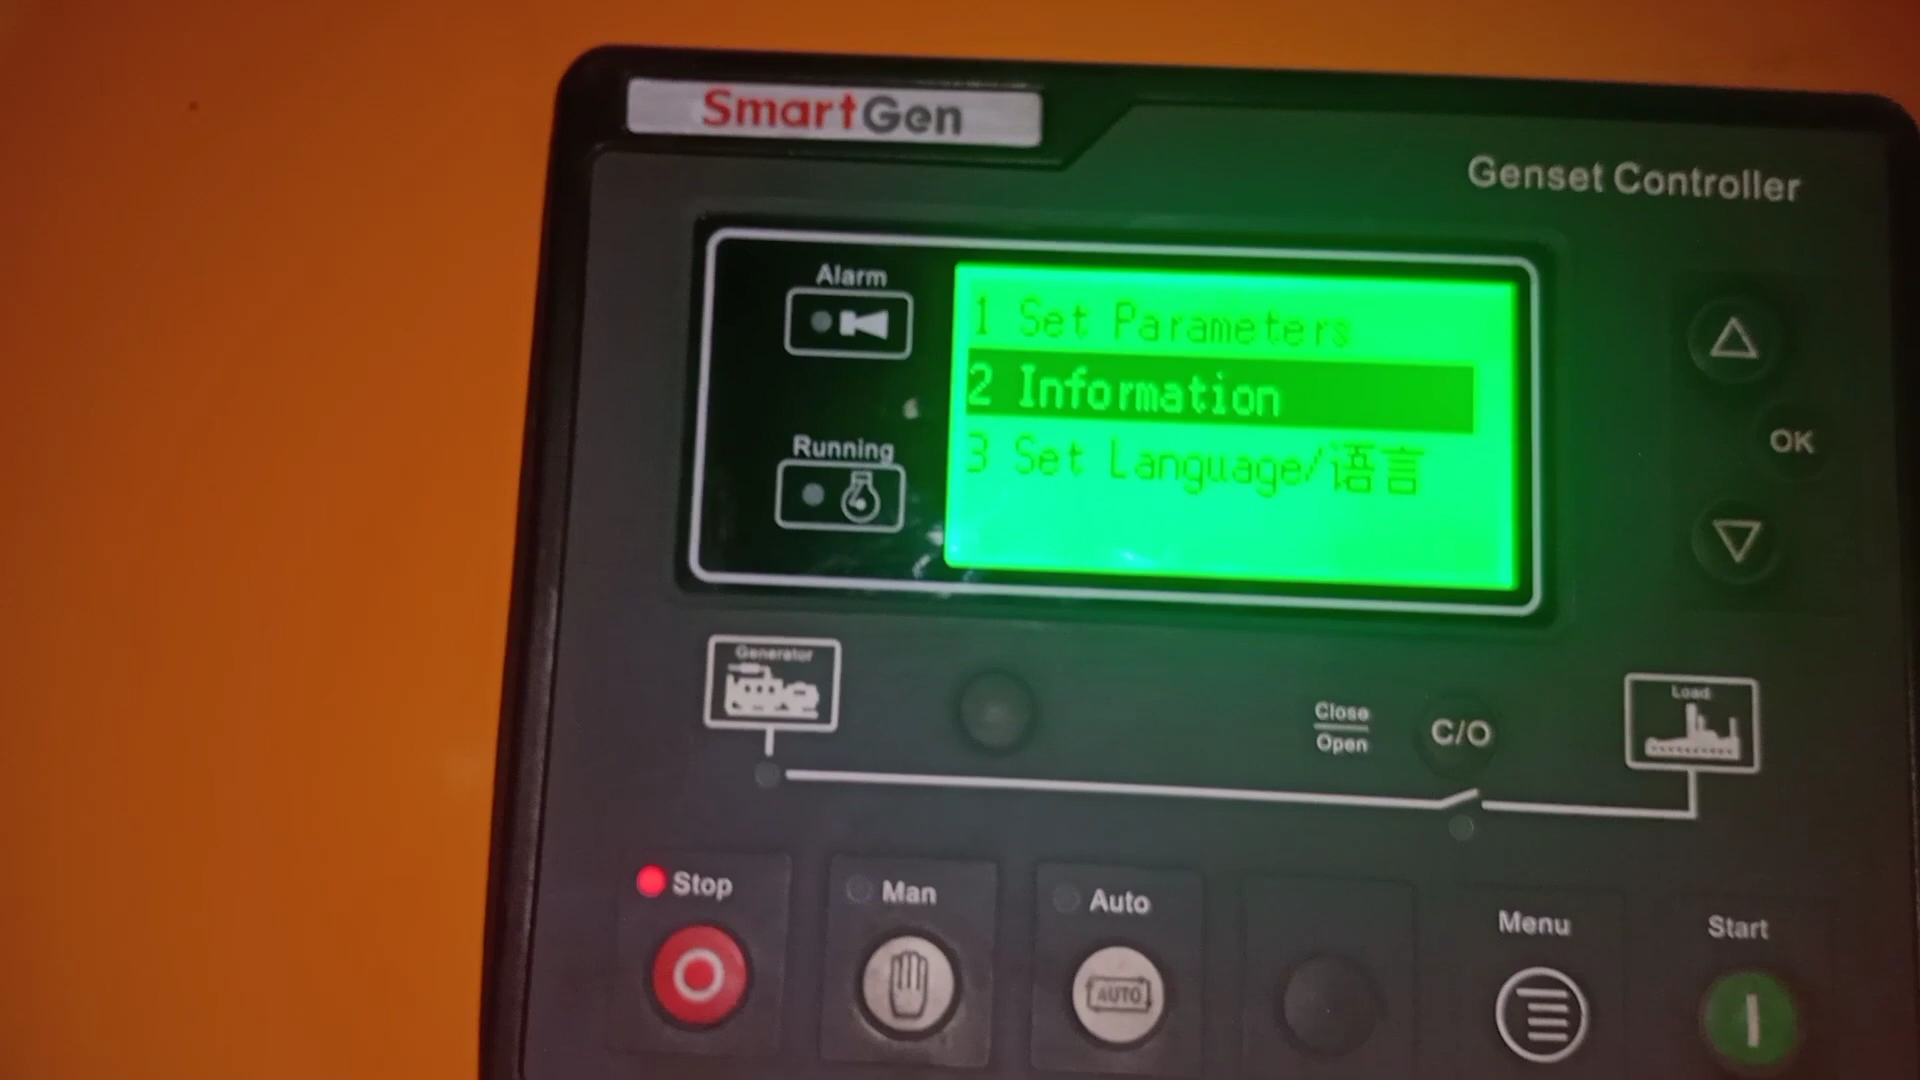 SmartGen
Genset Controller
Alarm
1 Set Parameters
2 Information
3 Set Language/语言
Running
OK
Generator
Close
Open
C/O
Load
Stop
Man
Auto
AUTO
Menu
Start